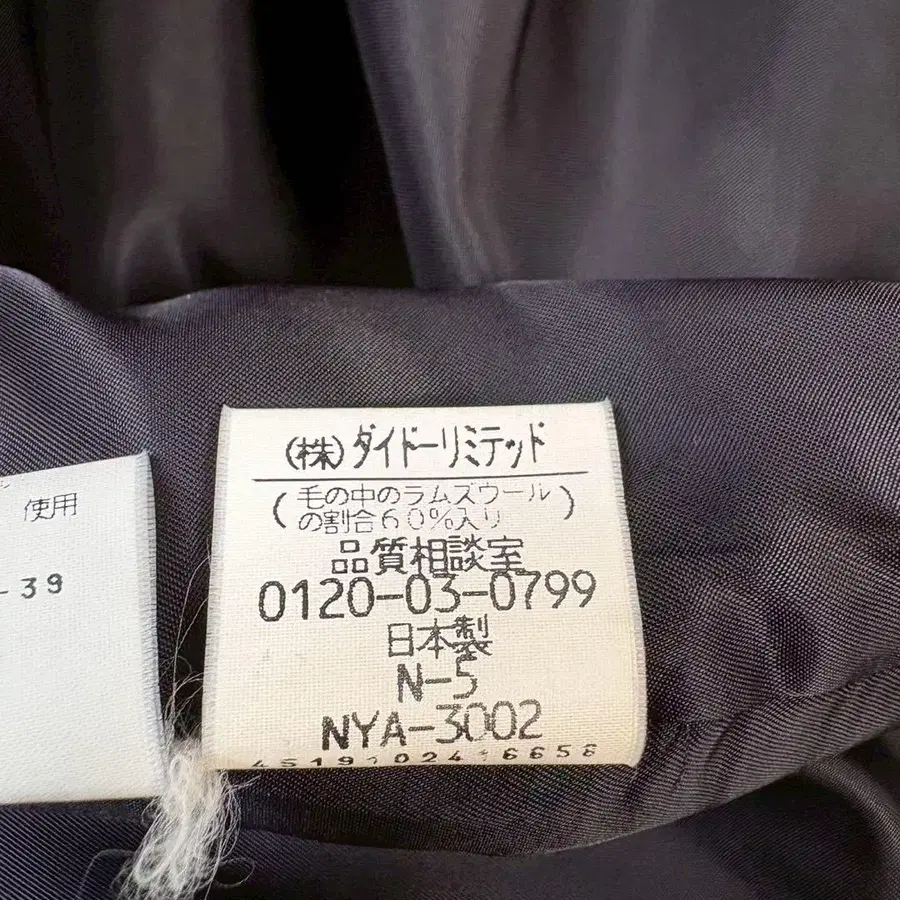 使用
-39
(株)ダイドーリミテッド
(毛の中のラムズウール
の割合60%入り)
品質相談室
0120-03-0799
日本製
N-5
NYA-3002